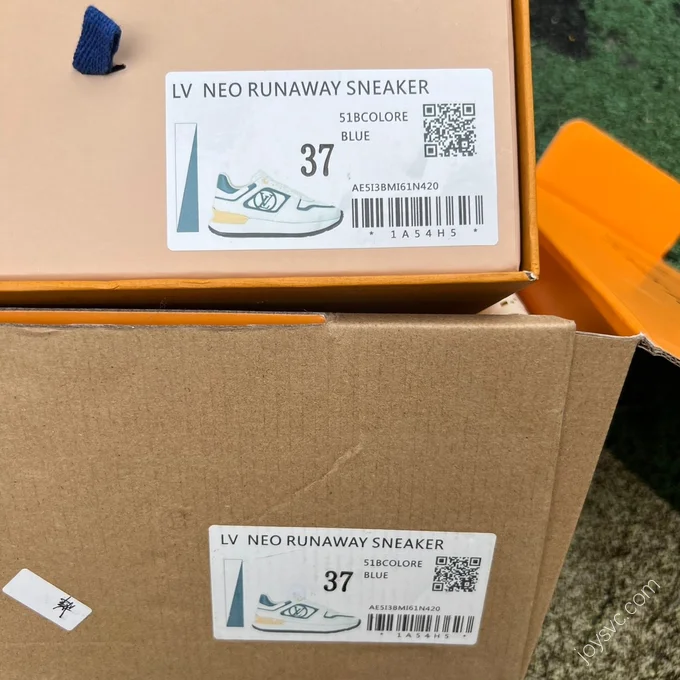 LV NEO RUNAWAY SNEAKER
51BCOLORE
BLUE
37
AE5I3BMI61N420
* 1A54H5 *
LV NEO RUNAWAY SNEAKER
51BCOLORE
BLUE
37
AE5I3BMI61N420
* 1A54H5 *
joysvc.com